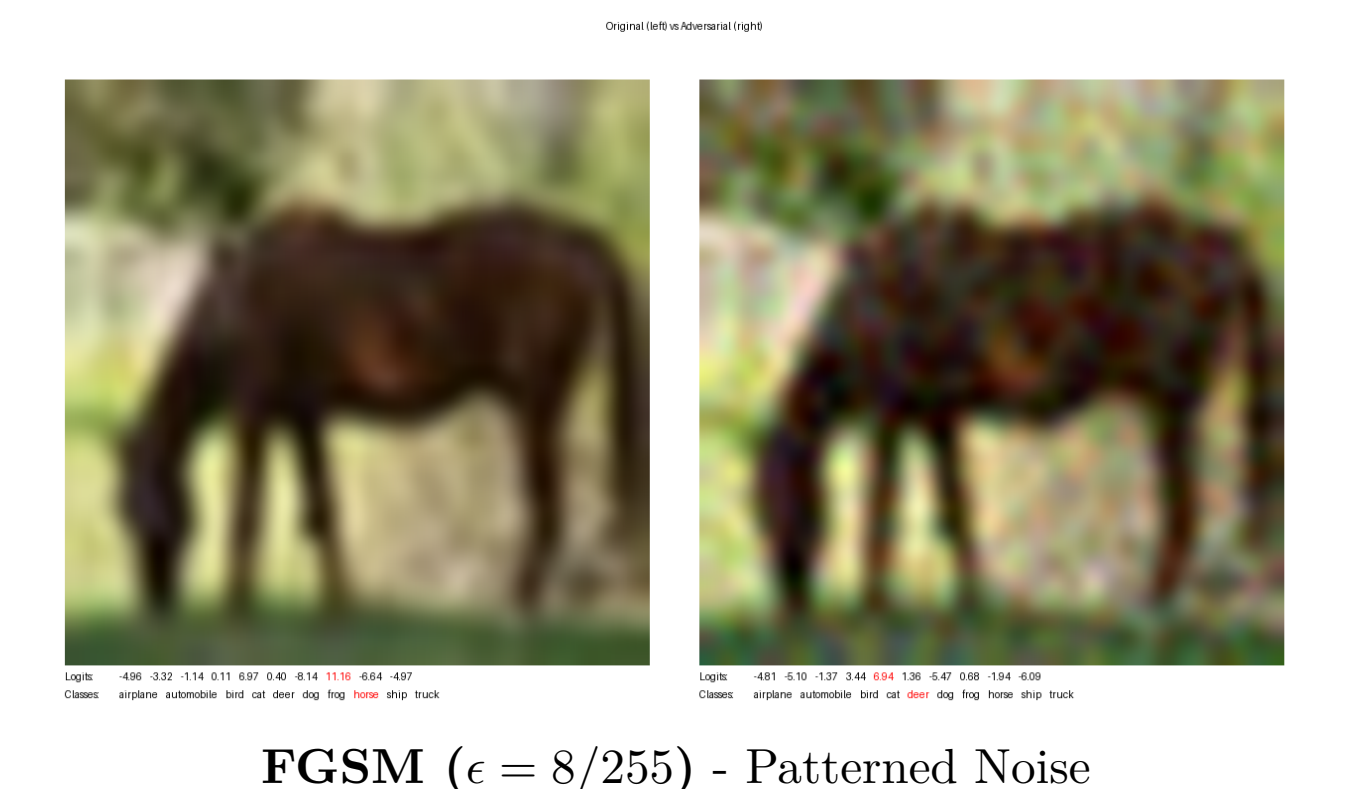 Original (left) vs Adversarial (right)
Logits: -4.96 -3.32 -1.14 0.11 6.97 0.40 -8.14 11.16 -6.64 -4.97
Classes: airplane automobile bird cat deer dog frog horse ship truck
Logits: -4.81 -5.10 -1.37 3.44 6.94 1.36 -5.47 0.68 -1.94 -6.09
Classes: airplane automobile bird cat deer dog frog horse ship truck
FGSM (ϵ = 8/255) - Patterned Noise